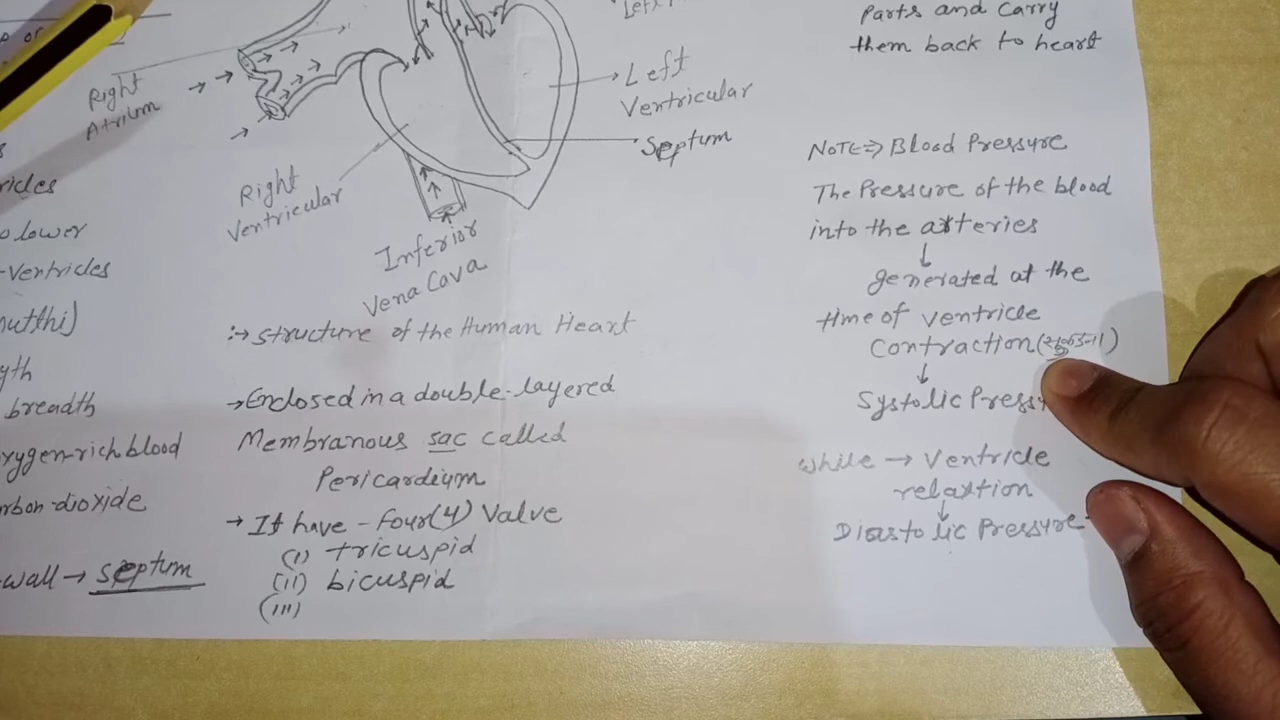 Right
Atrium
Left
Ventricular
Septum
Right
Ventricular
Inferior
Vena Cava
ricles
o lower
-Ventricles
gth
breadth
xygen-rich blood
rbon-dioxide
wall → septum
:→ structure of the Human Heart
→ Enclosed in a double-layered
Membranous sac called
Pericardium
→ It have - four(4) Valve
(i) tricuspid
(ii) bicuspid
(iii)
Parts and carry
them back to heart
NOTE ⇒ Blood Pressure
The Pressure of the blood
into the arteries
↓
generated at the
time of ventricle
Contraction
↓
Systolic Press
while → Ventricle
relaxtion
↓
Diastolic Pressure